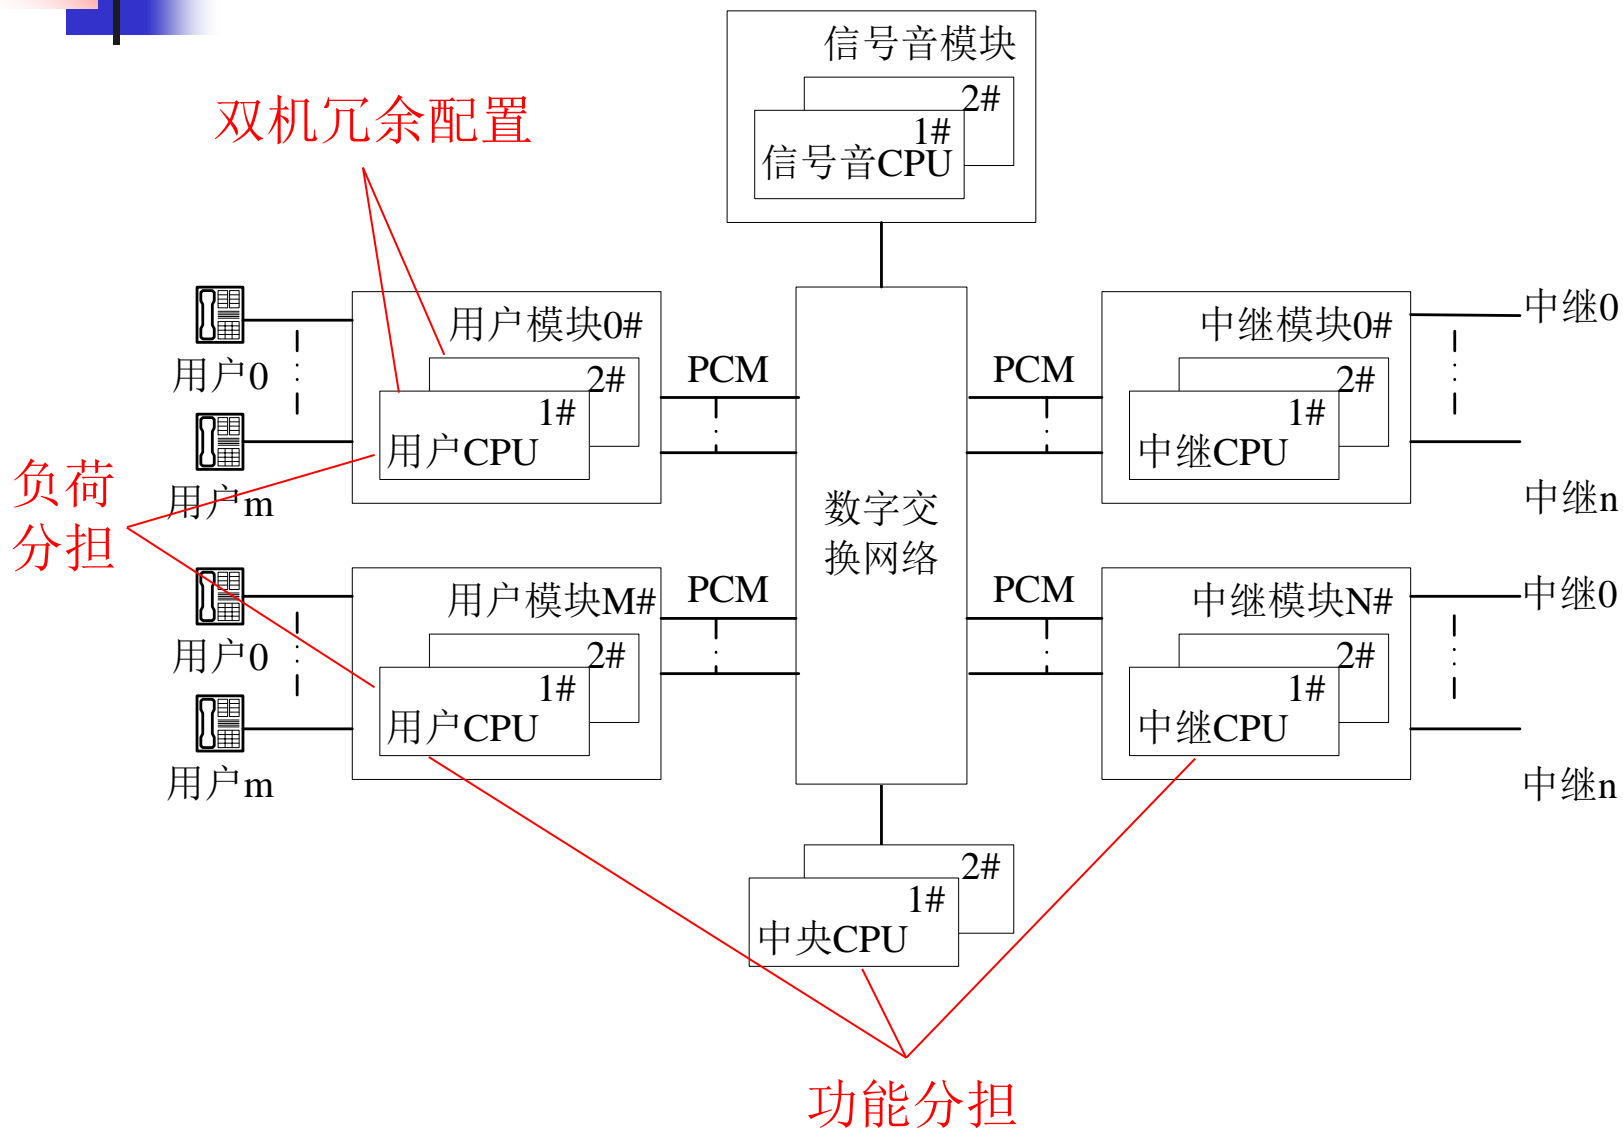 信号音模块
2#
1#
信号音CPU
双机冗余配置
用户0
用户m
用户模块0#
2#
1#
用户CPU
PCM
PCM
中继模块0#
2#
1#
中继CPU
中继0
中继n
负荷
分担
数字交
换网络
用户0
用户m
用户模块M#
2#
1#
用户CPU
PCM
PCM
中继模块N#
2#
1#
中继CPU
中继0
中继n
2#
1#
中央CPU
功能分担